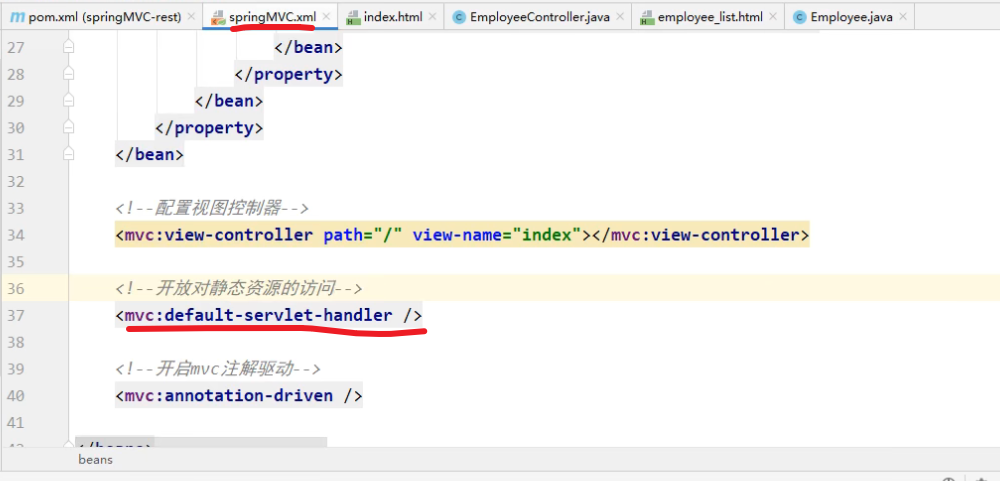 pom.xml (springMVC-rest) springMVC.xml index.html EmployeeController.java employee_list.html Employee.java
27 </bean>
28 </property>
29 </bean>
30 </property>
31 </bean>
32
33 <!--配置视图控制器-->
34 <mvc:view-controller path="/" view-name="index"></mvc:view-controller>
35
36 <!--开放对静态资源的访问-->
37 <mvc:default-servlet-handler />
38
39 <!--开启mvc注解驱动-->
40 <mvc:annotation-driven />
41
beans